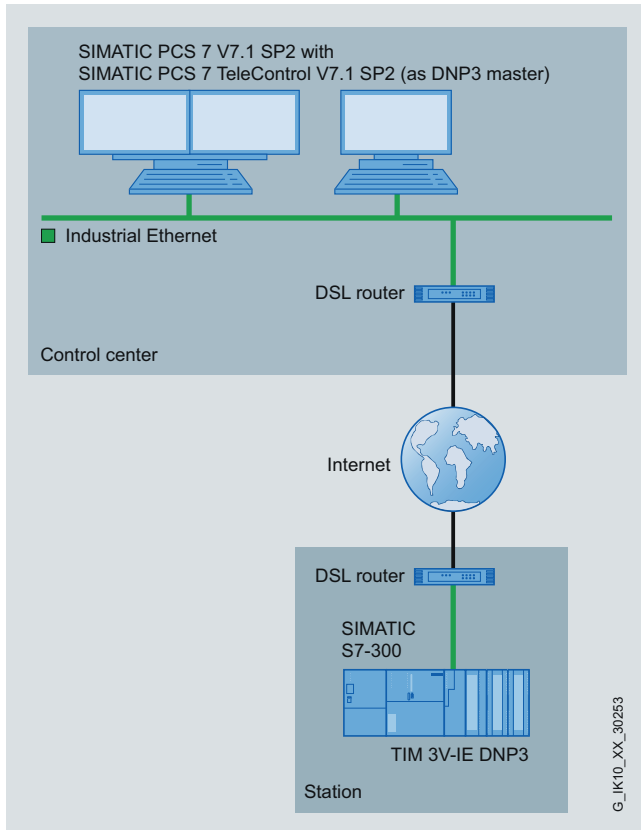 SIMATIC PCS 7 V7.1 SP2 with
SIMATIC PCS 7 TeleControl V7.1 SP2 (as DNP3 master)
Industrial Ethernet
DSL router
Control center
Internet
DSL router
SIMATIC
S7-300
TIM 3V-IE DNP3
Station
G_IK10_XX_30253